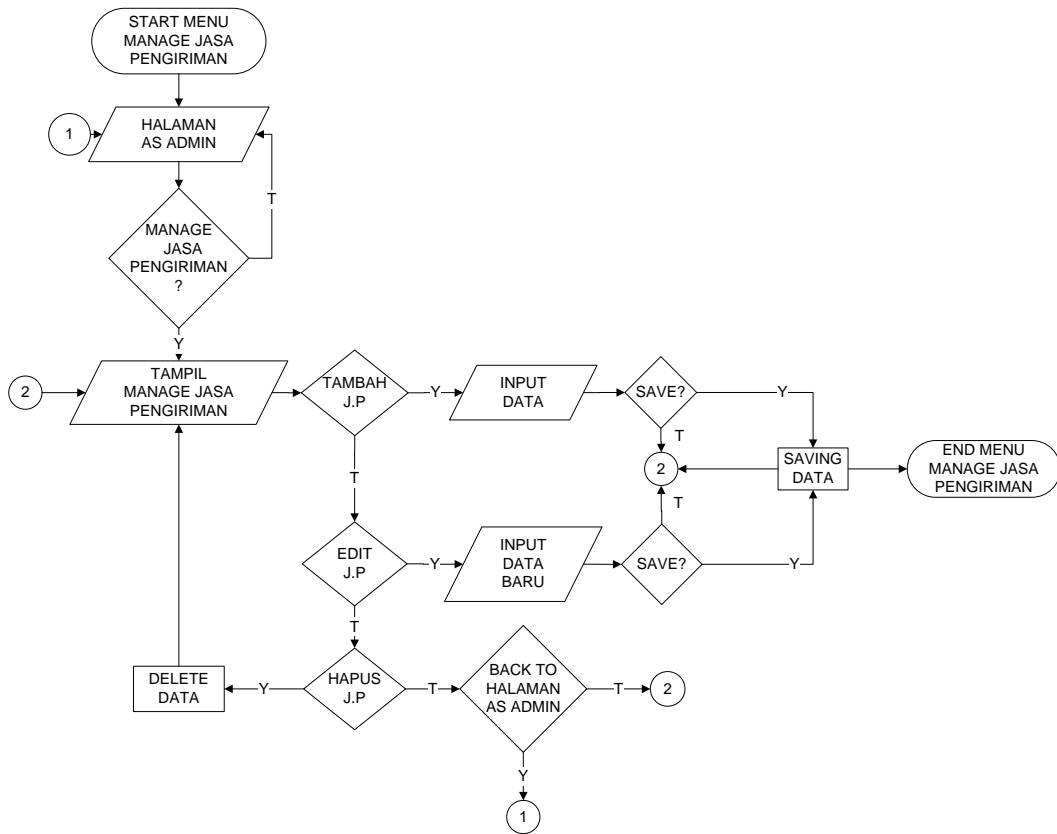 START MENU
MANAGE JASA
PENGIRIMAN
1
HALAMAN
AS ADMIN
T
MANAGE
JASA
PENGIRIMAN
?
Y
2
TAMPIL
MANAGE JASA
PENGIRIMAN
TAMBAH
J.P
Y
INPUT
DATA
SAVE?
Y
T
2
SAVING
DATA
END MENU
MANAGE JASA
PENGIRIMAN
T
T
EDIT
J.P
Y
INPUT
DATA
BARU
SAVE?
Y
T
DELETE
DATA
Y
HAPUS
J.P
T
BACK TO
HALAMAN
AS ADMIN
T
2
Y
1